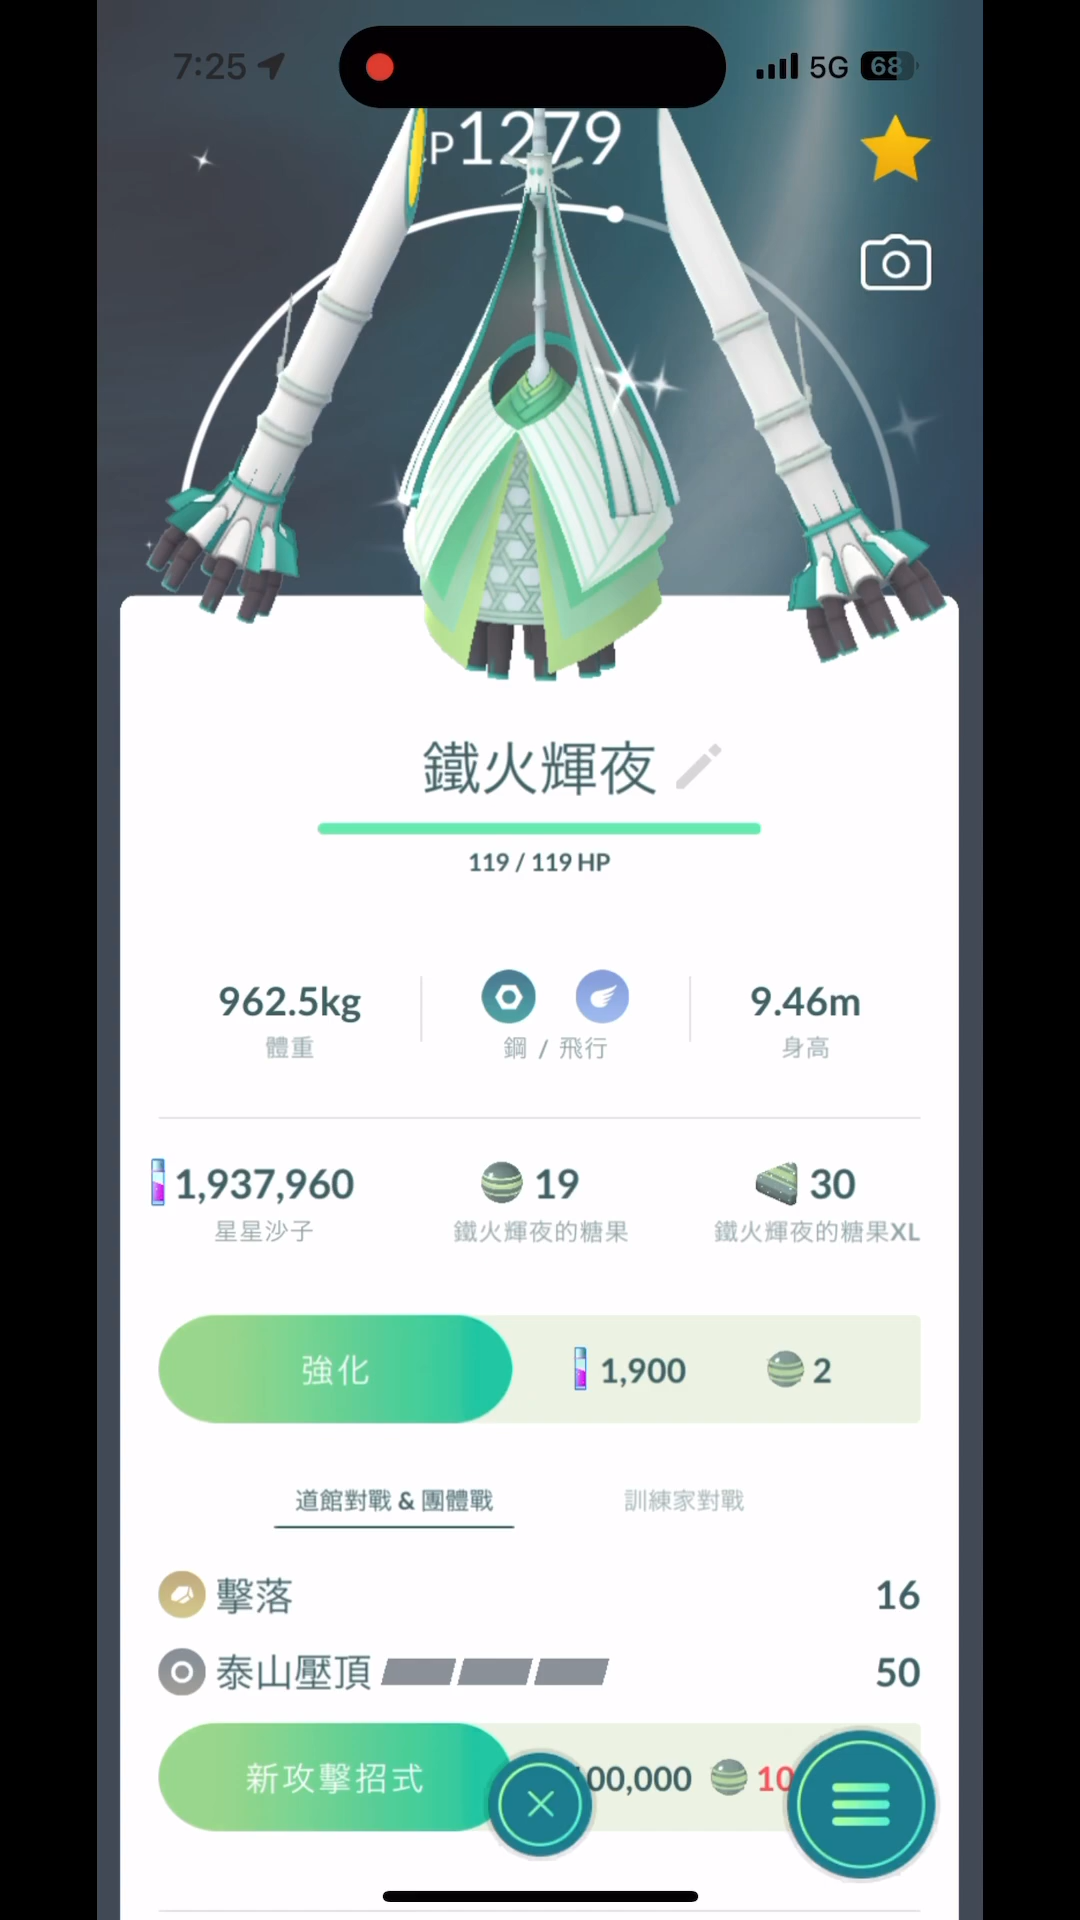 7:25
5G 68
P1279
鐵火輝夜
119 / 119 HP
962.5kg
體重
鋼 / 飛行
9.46m
身高
1,937,960
星星沙子
19
鐵火輝夜的糖果
30
鐵火輝夜的糖果XL
強化
1,900
2
道館對戰 & 團體戰
訓練家對戰
擊落
16
泰山壓頂
50
新攻擊招式
00,000
10